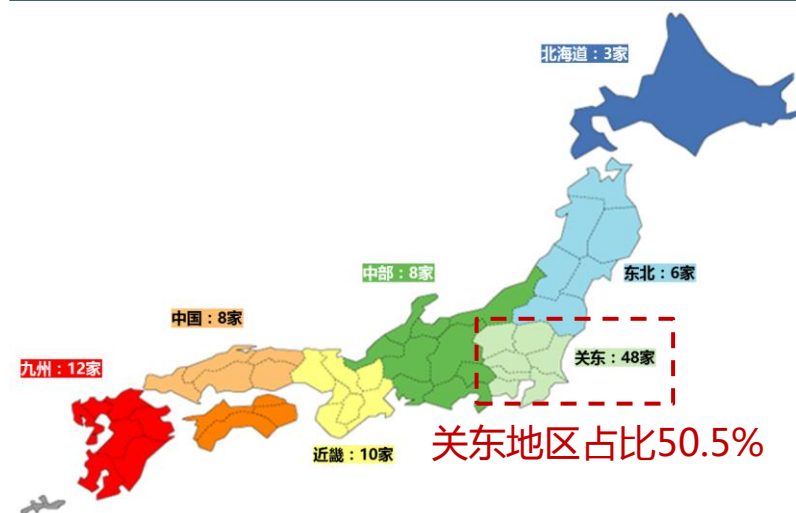 北海道：3家
东北：6家
中部：8家
中国：8家
关东：48家
九州：12家
近畿：10家
关东地区占比50.5%